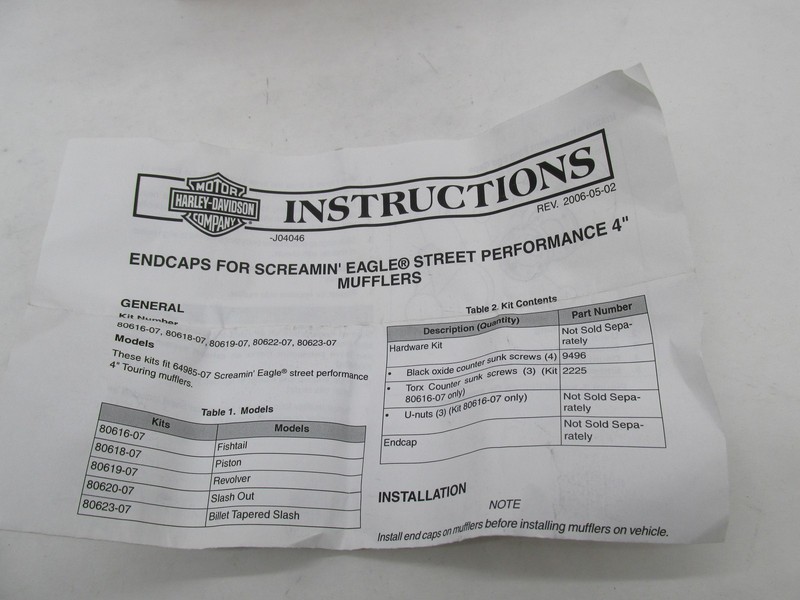 MOTOR
HARLEY-DAVIDSON
COMPANY
INSTRUCTIONS
-J04046
REV. 2006-05-02
ENDCAPS FOR SCREAMIN' EAGLE® STREET PERFORMANCE 4"
MUFFLERS
GENERAL
Kit Number
80616-07, 80618-07, 80619-07, 80622-07, 80623-07
Models
These kits fit 64985-07 Screamin' Eagle® street performance
4" Touring mufflers.
Table 1. Models
Kits Models
80616-07 Fishtail
80618-07 Piston
80619-07 Revolver
80620-07 Slash Out
80623-07 Billet Tapered Slash
Table 2. Kit Contents
Description (Quantity) Part Number
Hardware Kit Not Sold Sepa-
rately
• Black oxide counter sunk screws (4) 9496
• Torx Counter sunk screws (3) (Kit 2225
80616-07 only)
• U-nuts (3) (Kit 80616-07 only) Not Sold Sepa-
rately
Endcap Not Sold Sepa-
rately
INSTALLATION
NOTE
Install end caps on mufflers before installing mufflers on vehicle.